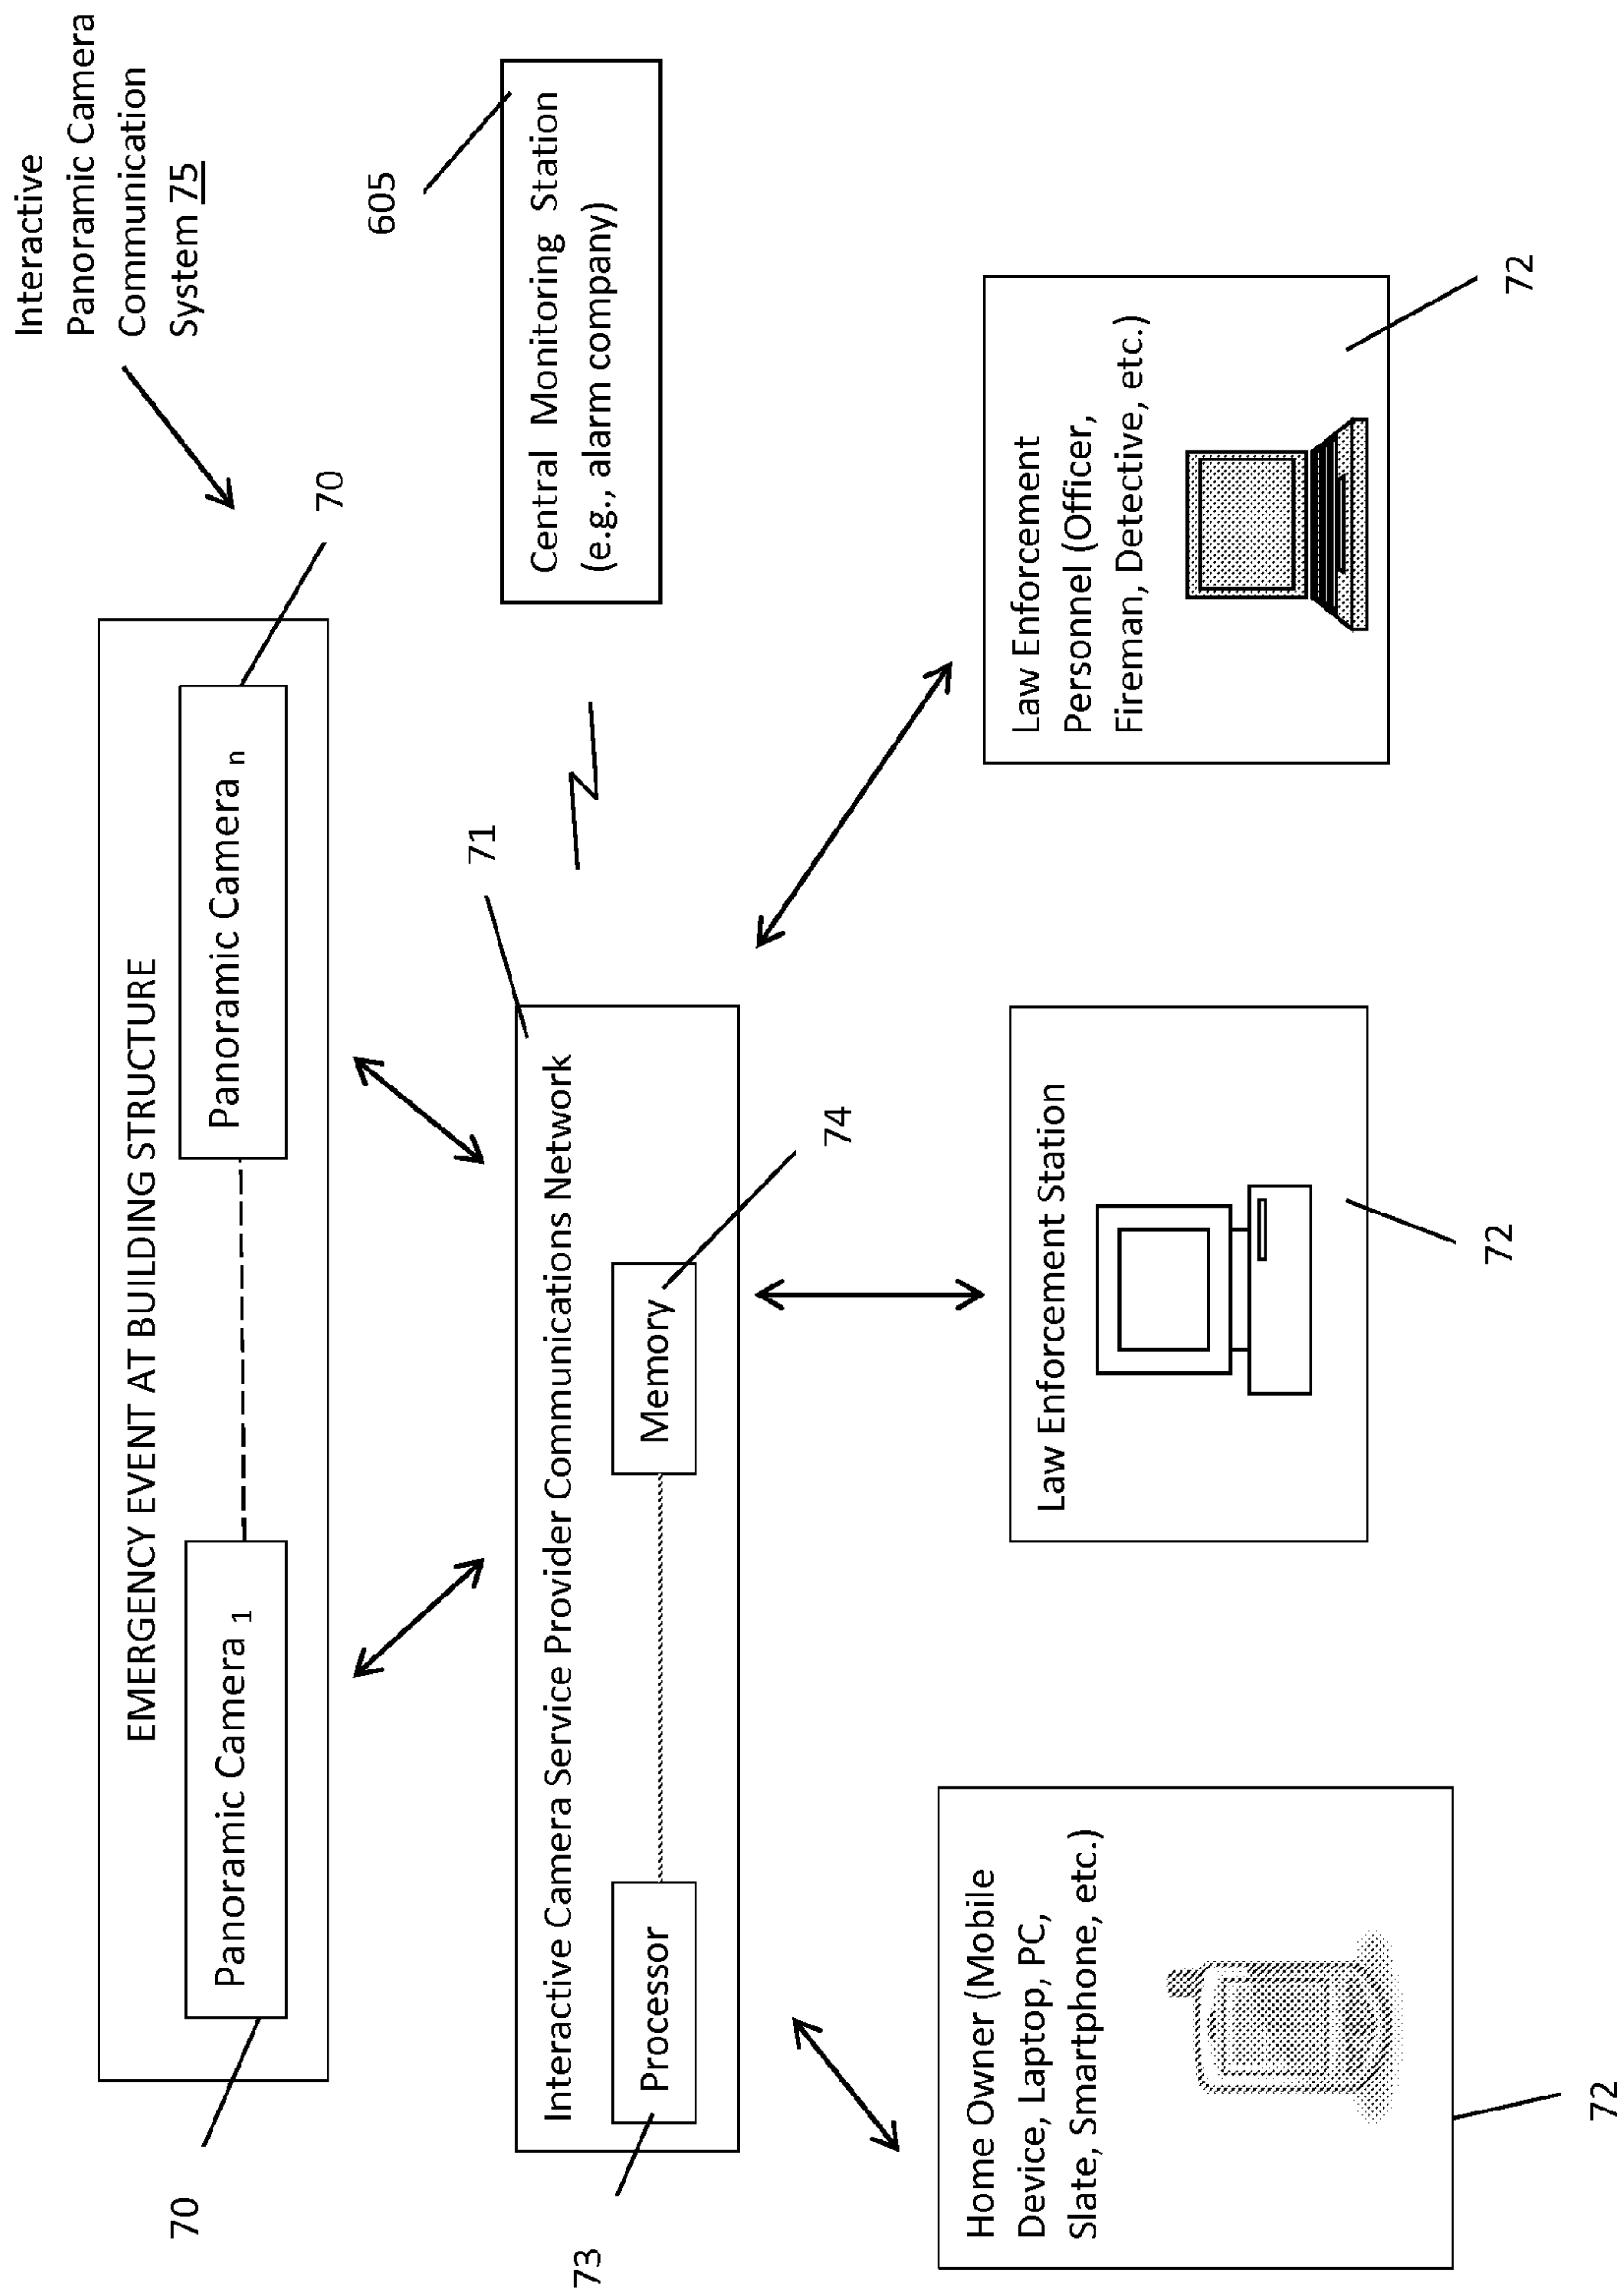 Interactive
Panoramic Camera
Communication
System 75
EMERGENCY EVENT AT BUILDING STRUCTURE
70
Panoramic Camera 1
Panoramic Camera n
70
605
Central Monitoring Station
(e.g., alarm company)
71
Interactive Camera Service Provider Communications Network
73
Processor
Memory
74
Home Owner (Mobile
Device, Laptop, PC,
Slate, Smartphone, etc.)
72
Law Enforcement Station
72
Law Enforcement
Personnel (Officer,
Fireman, Detective, etc.)
72